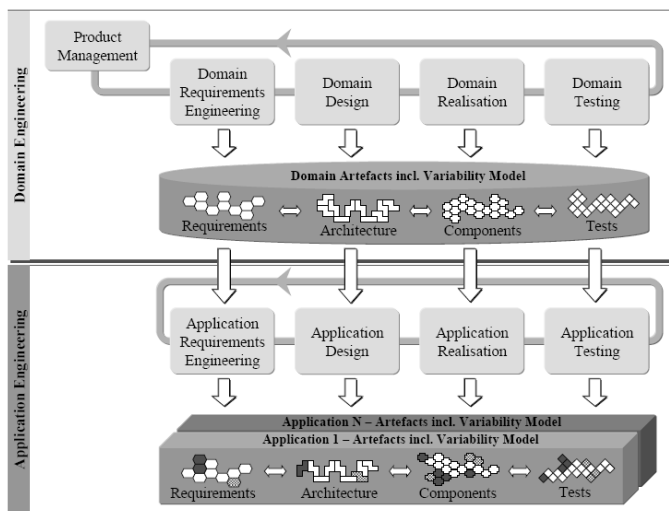 Domain Engineering
Product
Management
Domain
Requirements
Engineering
Domain
Design
Domain
Realisation
Domain
Testing
Domain Artefacts incl. Variability Model
Requirements
Architecture
Components
Tests
Application Engineering
Application
Requirements
Engineering
Application
Design
Application
Realisation
Application
Testing
Application N – Artefacts incl. Variability Model
Application 1 – Artefacts incl. Variability Model
Requirements
Architecture
Components
Tests